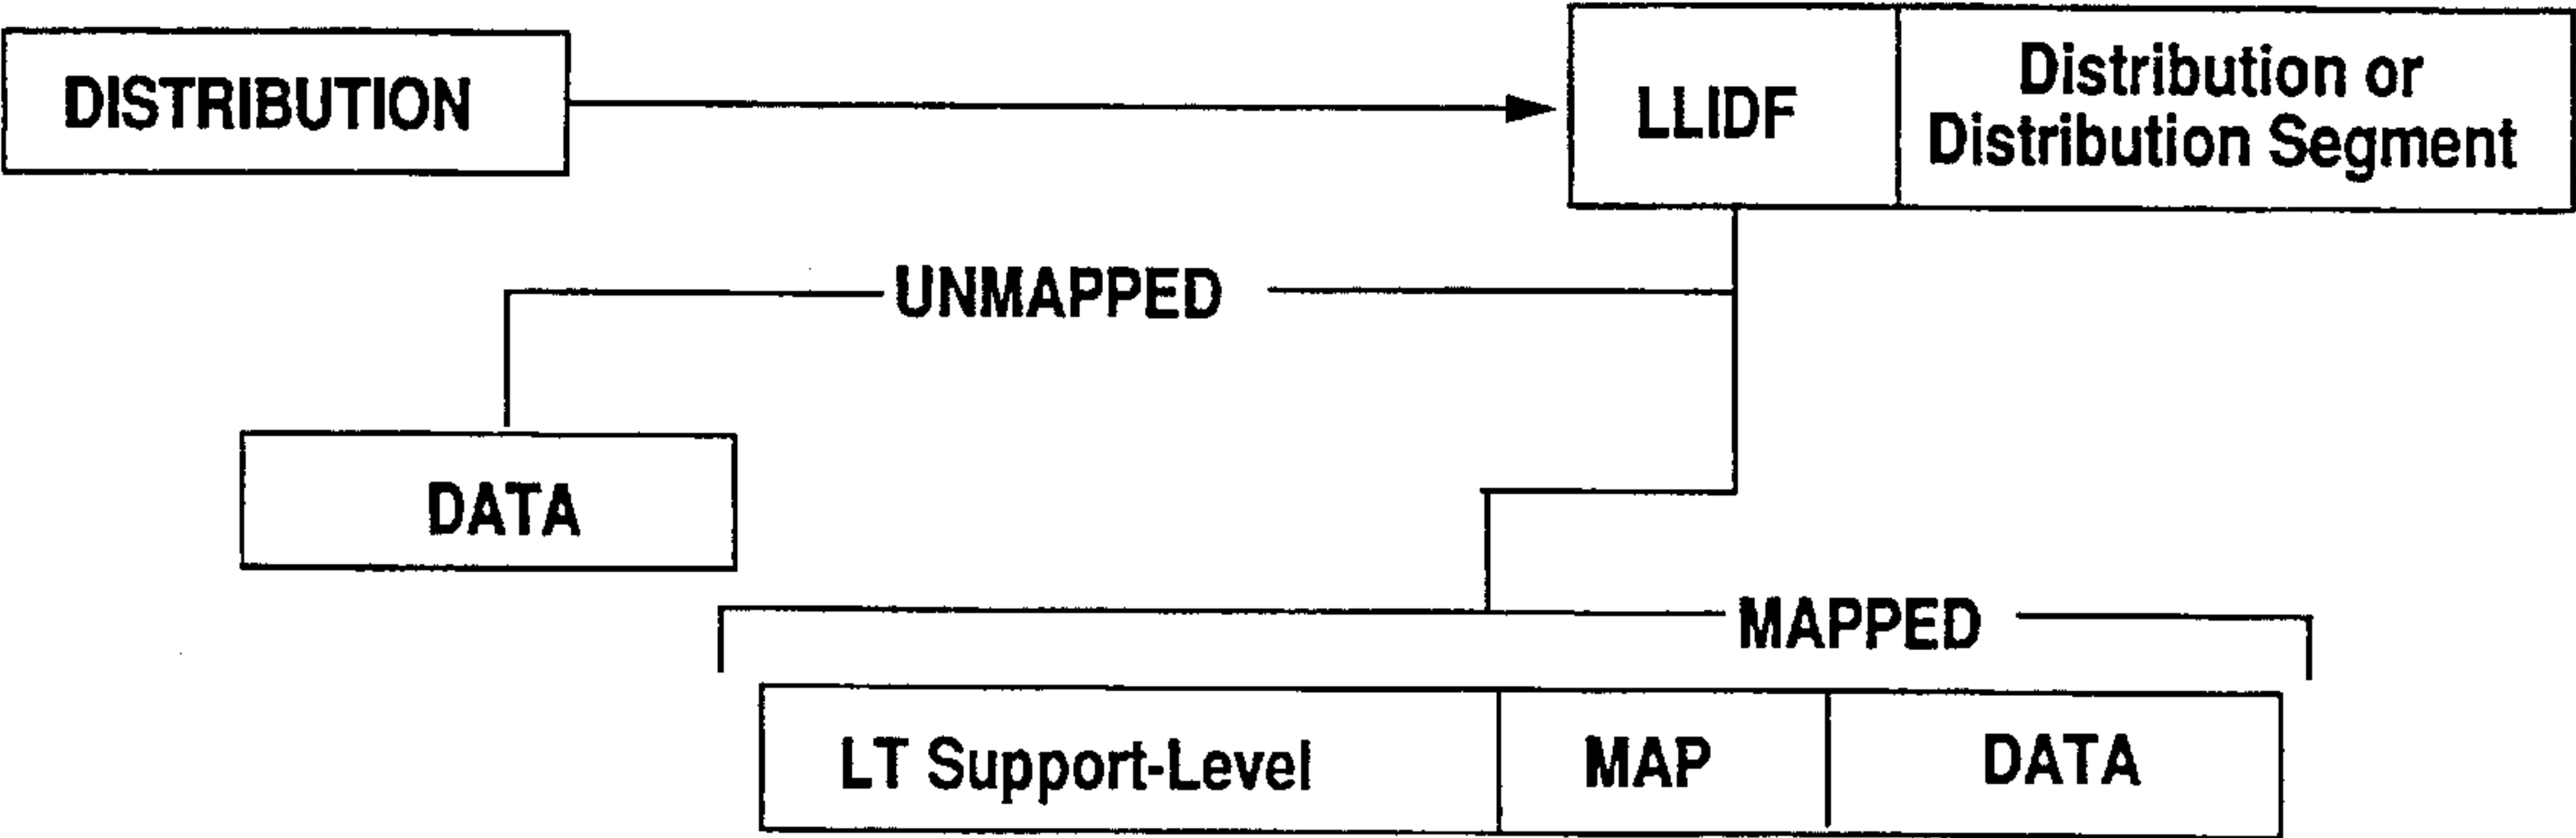 DISTRIBUTION
LLIDF
Distribution or
Distribution Segment
UNMAPPED
DATA
MAPPED
LT Support-Level
MAP
DATA